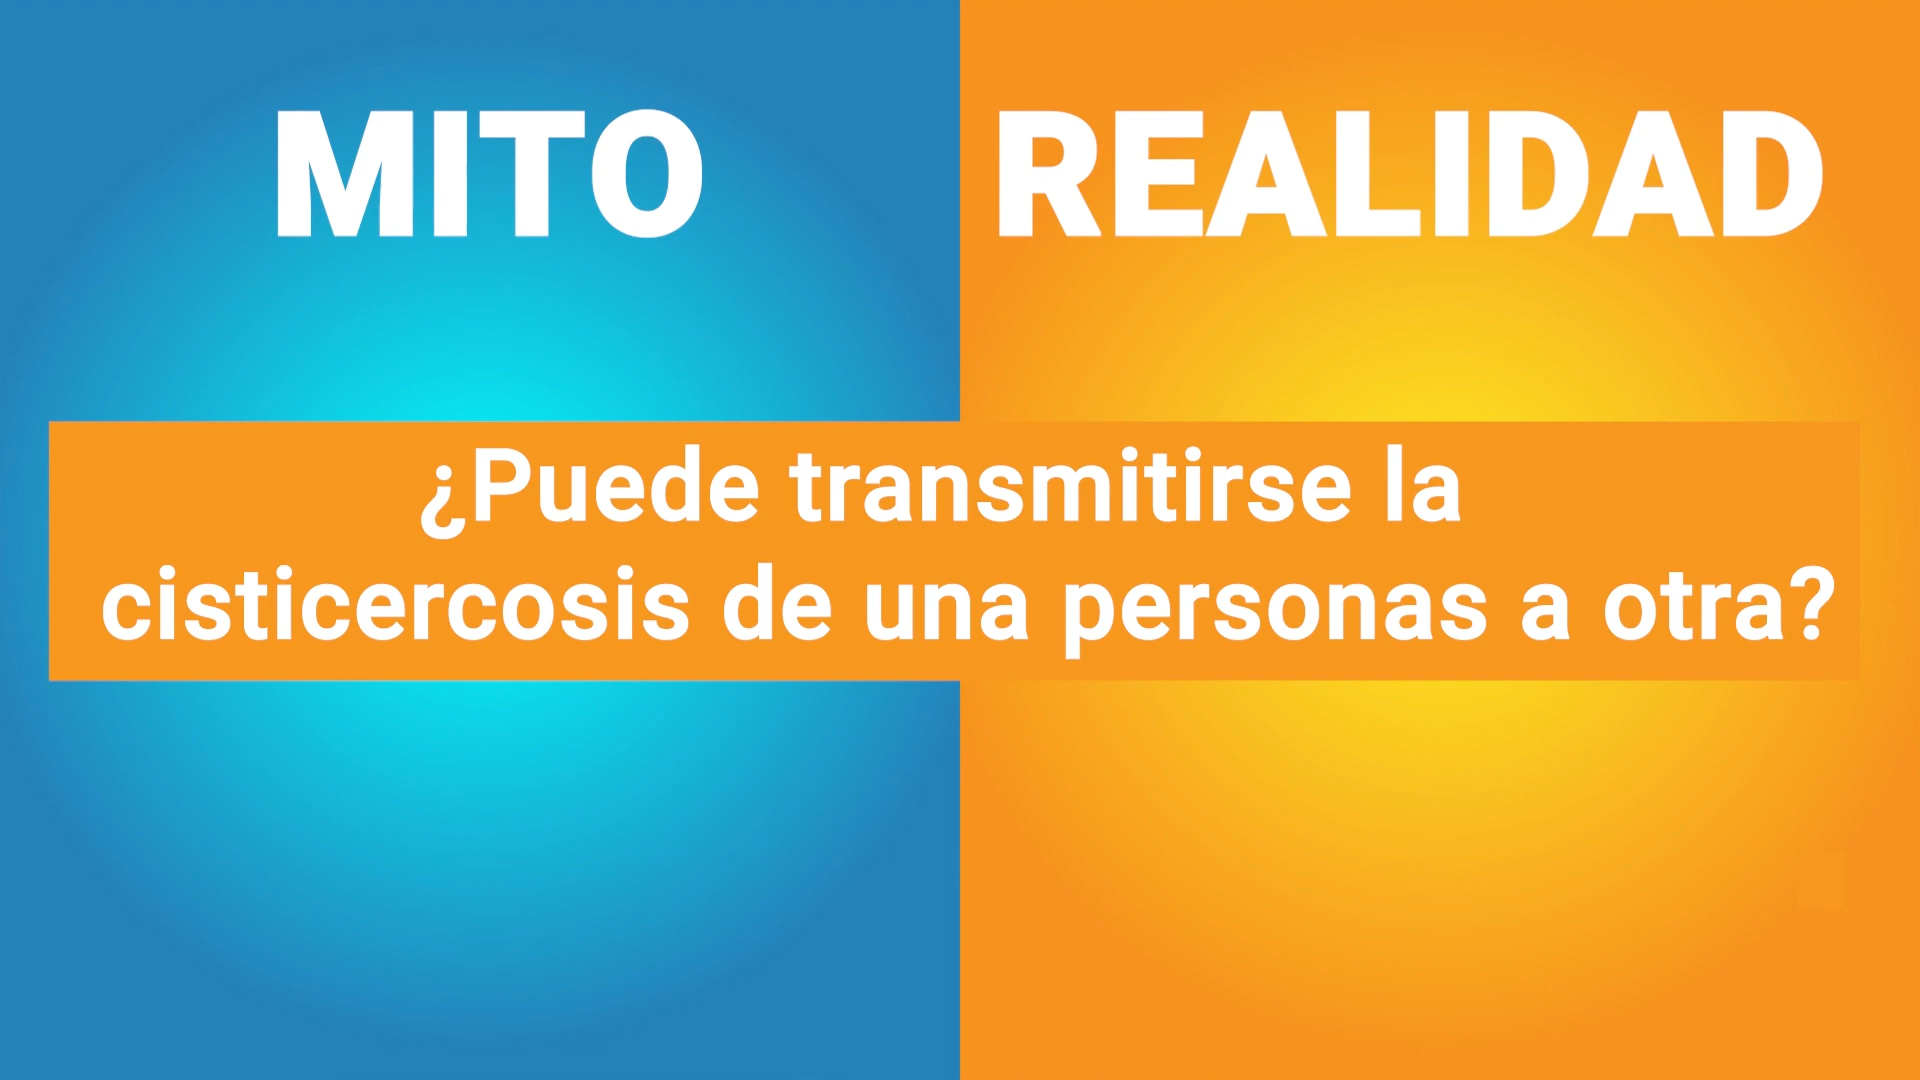 MITO
REALIDAD
¿Puede transmitirse la
cisticercosis de una personas a otra?